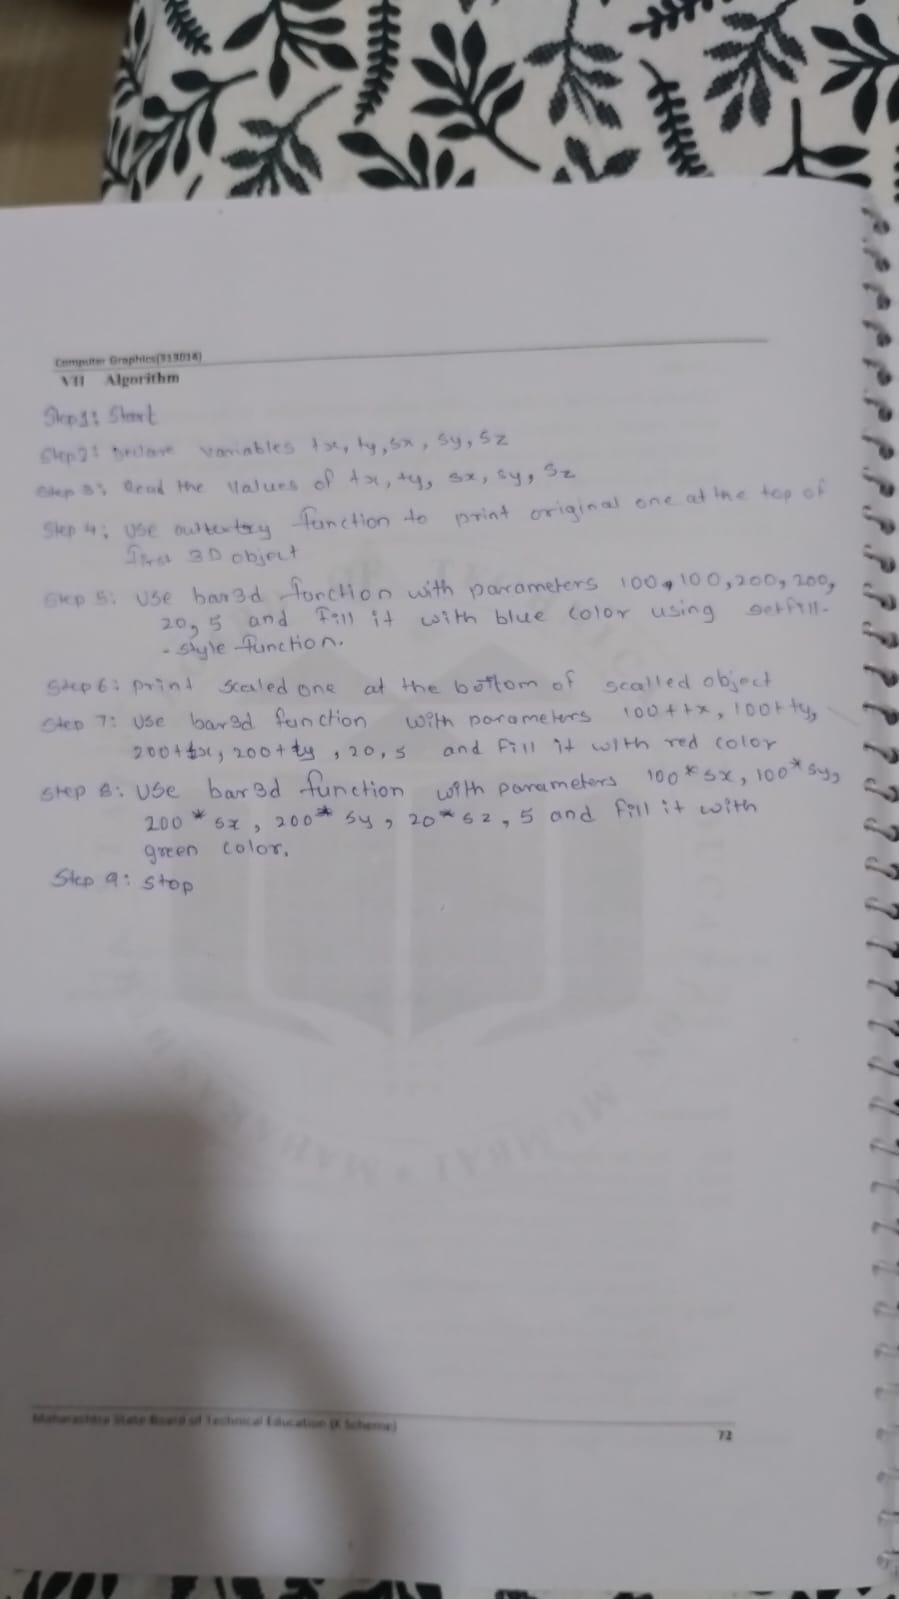 Computer Graphics(313016)
VII Algorithm
Step 1: Start
Step 2: Declare variables tx, ty, sx, sy, sz
Step 3: Read the values of tx, ty, sx, sy, sz
Step 4: Use outtextxy function to print original one at the top of
first 3D object
Step 5: Use bar3d function with parameters 100, 100, 200, 200,
20, 5 and fill it with blue color using setfill-
- style function.
Step 6: print scaled one at the bottom of scalled object
Step 7: Use bar3d function with parameters 100+tx, 100+ty,
200+tx, 200+ty, 20, 5 and fill it with red color
Step 8: Use bar3d function with parameters 100*sx, 100*sy,
200*sx, 200*sy, 20*sz, 5 and fill it with
green color.
Step 9: Stop
Maharashtra State Board of Technical Education (K Scheme)
72